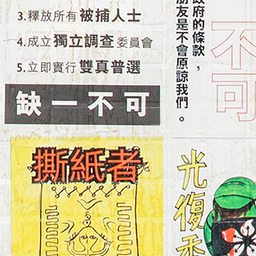 3.釋放所有被捕人士
4.成立獨立調查委員會
5.立即實行雙真普選
缺一不可
政府的條款，
朋友是不會原諒我們。
不可
撕紙者
光復香